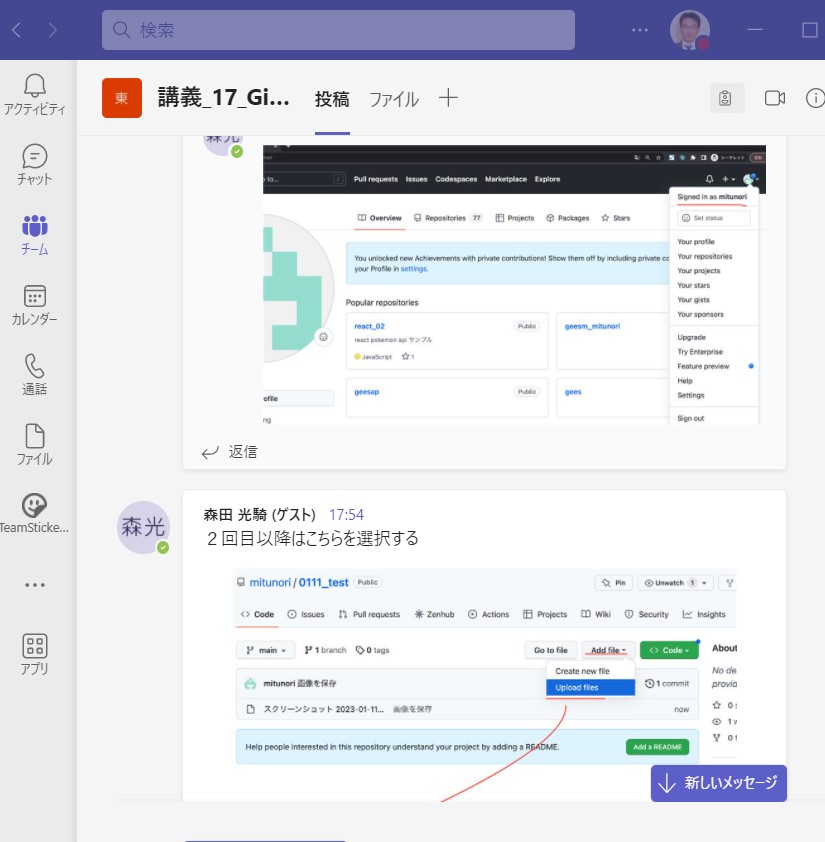 検索
アクティビティ
チャット
チーム
カレンダー
通話
ファイル
TeamSticke...
アプリ
東
講義_17_Gi...
投稿
ファイル
森光
to...
/
Pull requests Issues Codespaces Marketplace Explore
Signed in as mitunori
Set status
Overview
Repositories 77
Projects
Packages
Stars
You unlocked new Achievements with private contributions! Show them off by including private co
your Profile in settings.
Popular repositories
react_02
Public
react pokemon api サンプル
JavaScript
1
geesm_mitunori
geesap
Public
gees
ofile
ng
Your profile
Your repositories
Your projects
Your stars
Your gists
Your sponsors
Upgrade
Try Enterprise
Feature preview
Help
Settings
Sign out
返信
森光
森田 光騎 (ゲスト) 17:54
２回目以降はこちらを選択する
mitunori / 0111_test Public
Pin
Unwatch 1
Code
Issues
Pull requests
Zenhub
Actions
Projects
Wiki
Security
Insights
main
1 branch
0 tags
Go to file
Add file
Code
Create new file
Upload files
mitunori 画像を保存
1 commit
スクリーンショット 2023-01-11...
画像を保存
now
Help people interested in this repository understand your project by adding a README.
Add a README
About
No de
provid
0
1
0
新しいメッセージ